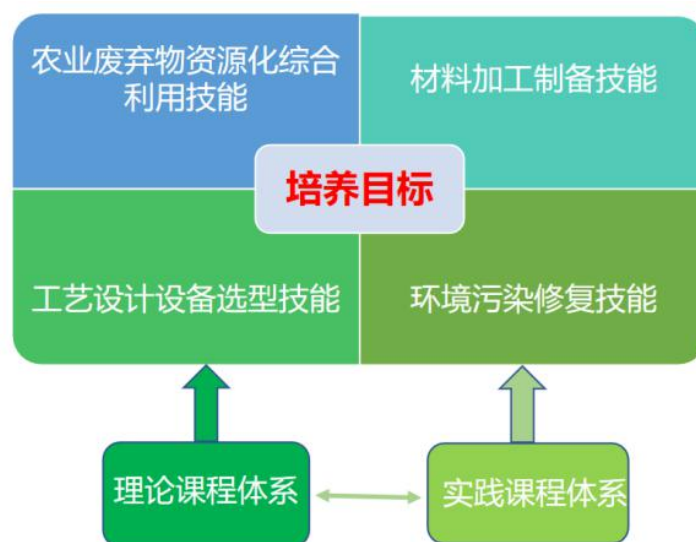 农业废弃物资源化综合
利用技能
材料加工制备技能
培养目标
工艺设计设备选型技能
环境污染修复技能
理论课程体系
实践课程体系